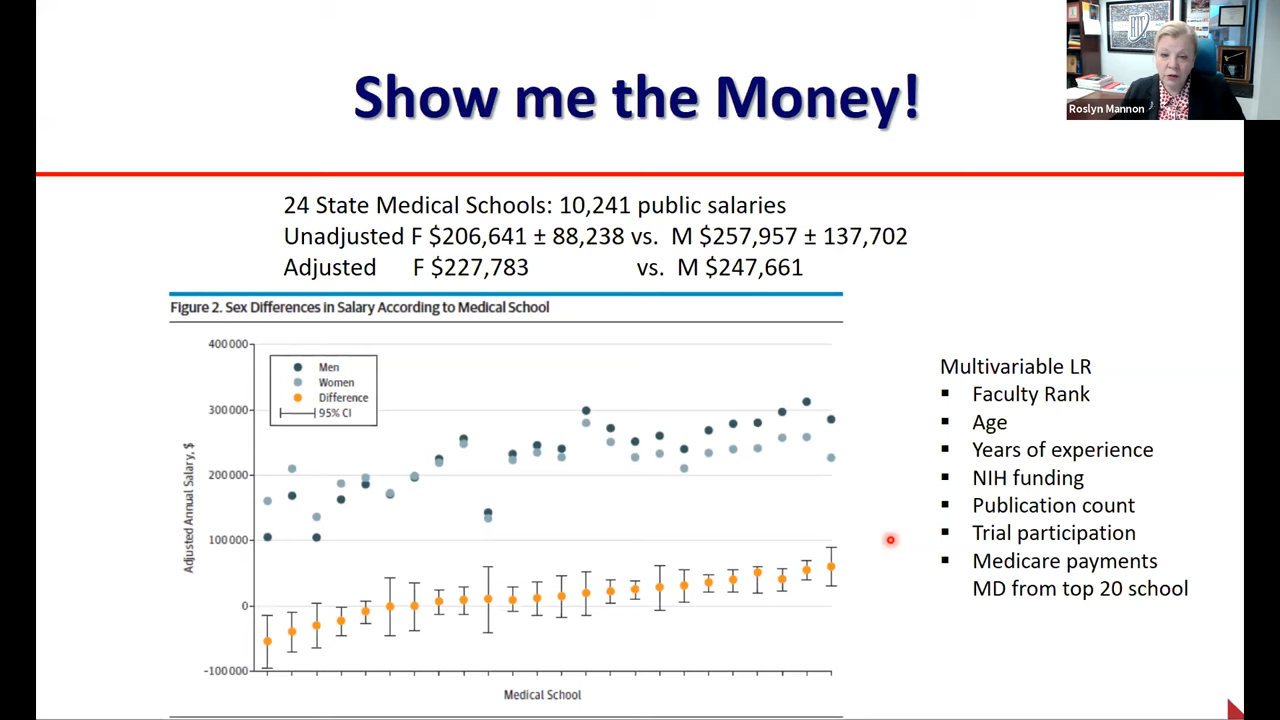 Show me the Money!
Roslyn Mannon
24 State Medical Schools: 10,241 public salaries
Unadjusted F $206,641 ± 88,238 vs. M $257,957 ± 137,702
Adjusted F $227,783 vs. M $247,661
Figure 2. Sex Differences in Salary According to Medical School
400 000
300 000
200 000
100 000
0
-100 000
Adjusted Annual Salary, $
Men
Women
Difference
95% CI
Medical School
Multivariable LR
▪ Faculty Rank
▪ Age
▪ Years of experience
▪ NIH funding
▪ Publication count
▪ Trial participation
▪ Medicare payments
MD from top 20 school